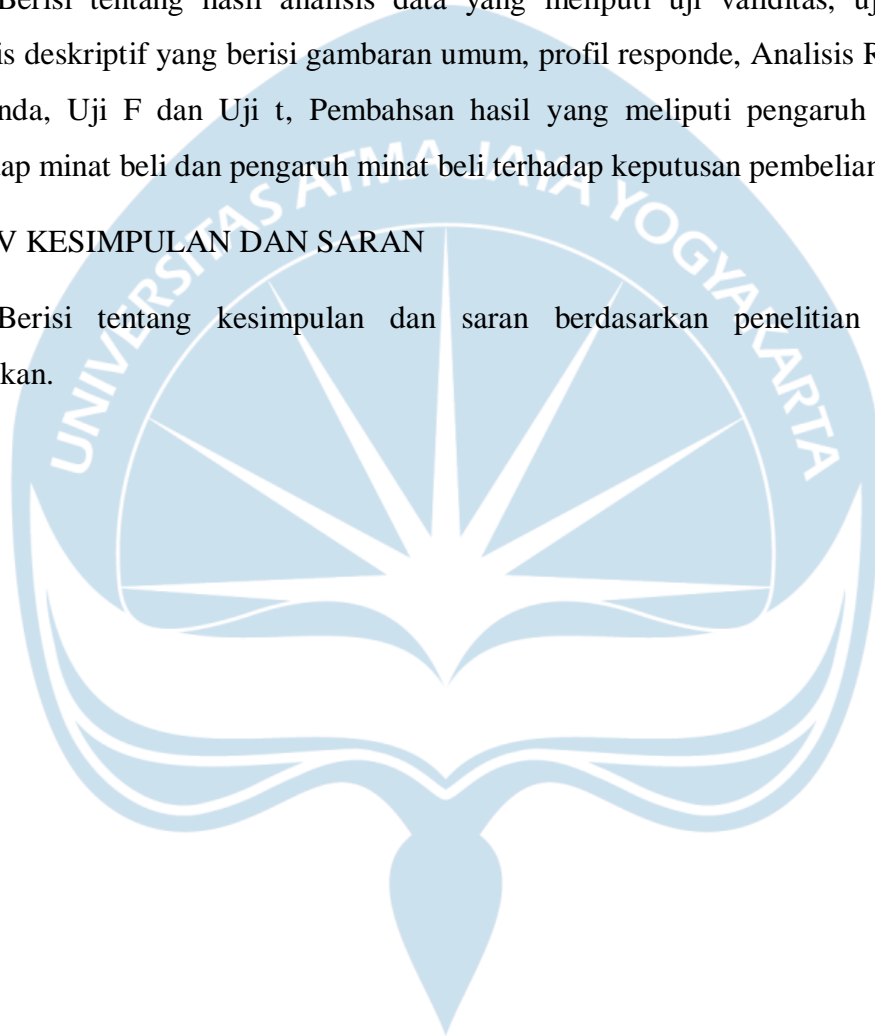 Berisi tentang hasil analisis data yang meliputi uji validitas, uj
is deskriptif yang berisi gambaran umum, profil responde, Analisis R
nda, Uji F dan Uji t, Pembahsan hasil yang meliputi pengaruh
ap minat beli dan pengaruh minat beli terhadap keputusan pembelian
UNIVERSITAS ATMA JAYA YOGYAKARTA
V KESIMPULAN DAN SARAN
Berisi tentang kesimpulan dan saran berdasarkan penelitian
kan.